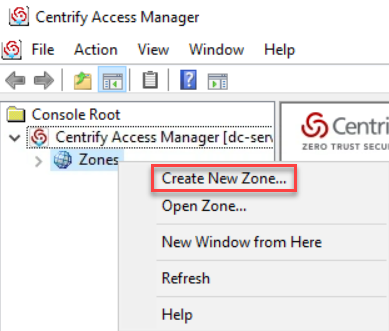 Centrify Access Manager
File Action View Window Help
Console Root
Centrify Access Manager [dc-ser
Zones
Centri
ZERO TRUST SECU
Create New Zone...
Open Zone...
New Window from Here
Refresh
Help